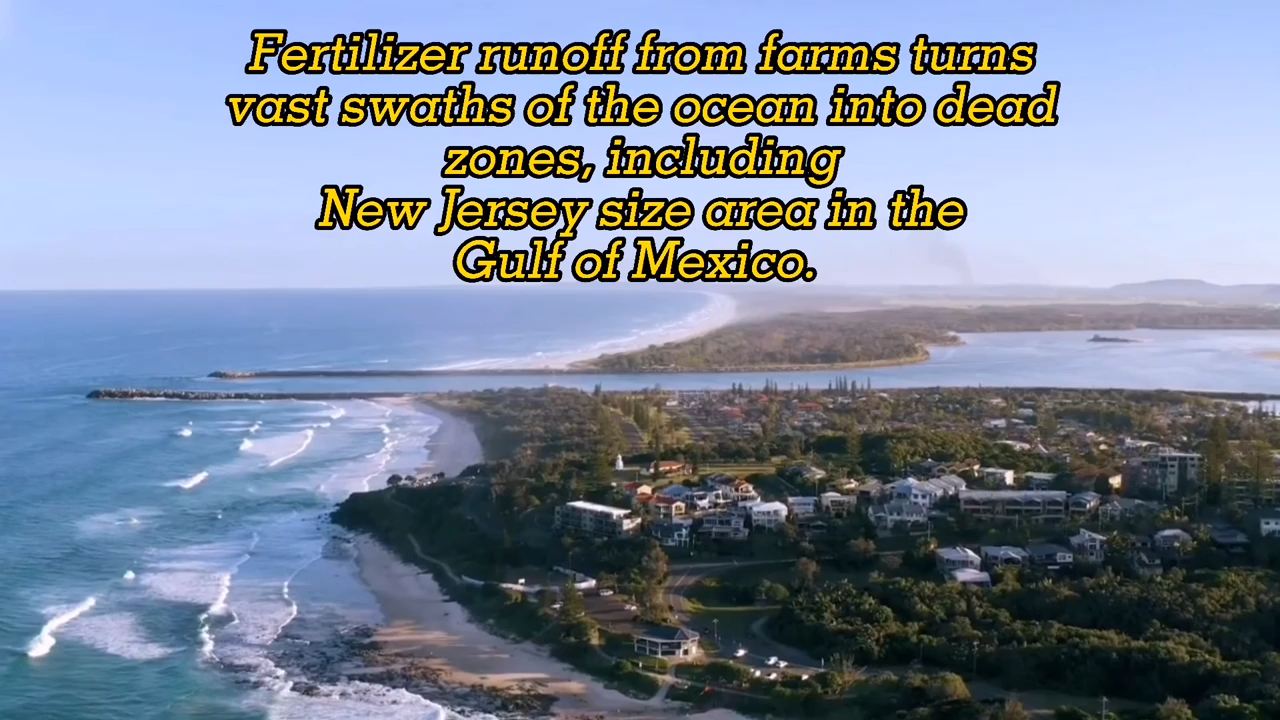 Fertilizer runoff from farms turns
vast swaths of the ocean into dead
zones, including
New Jersey size area in the
Gulf of Mexico.